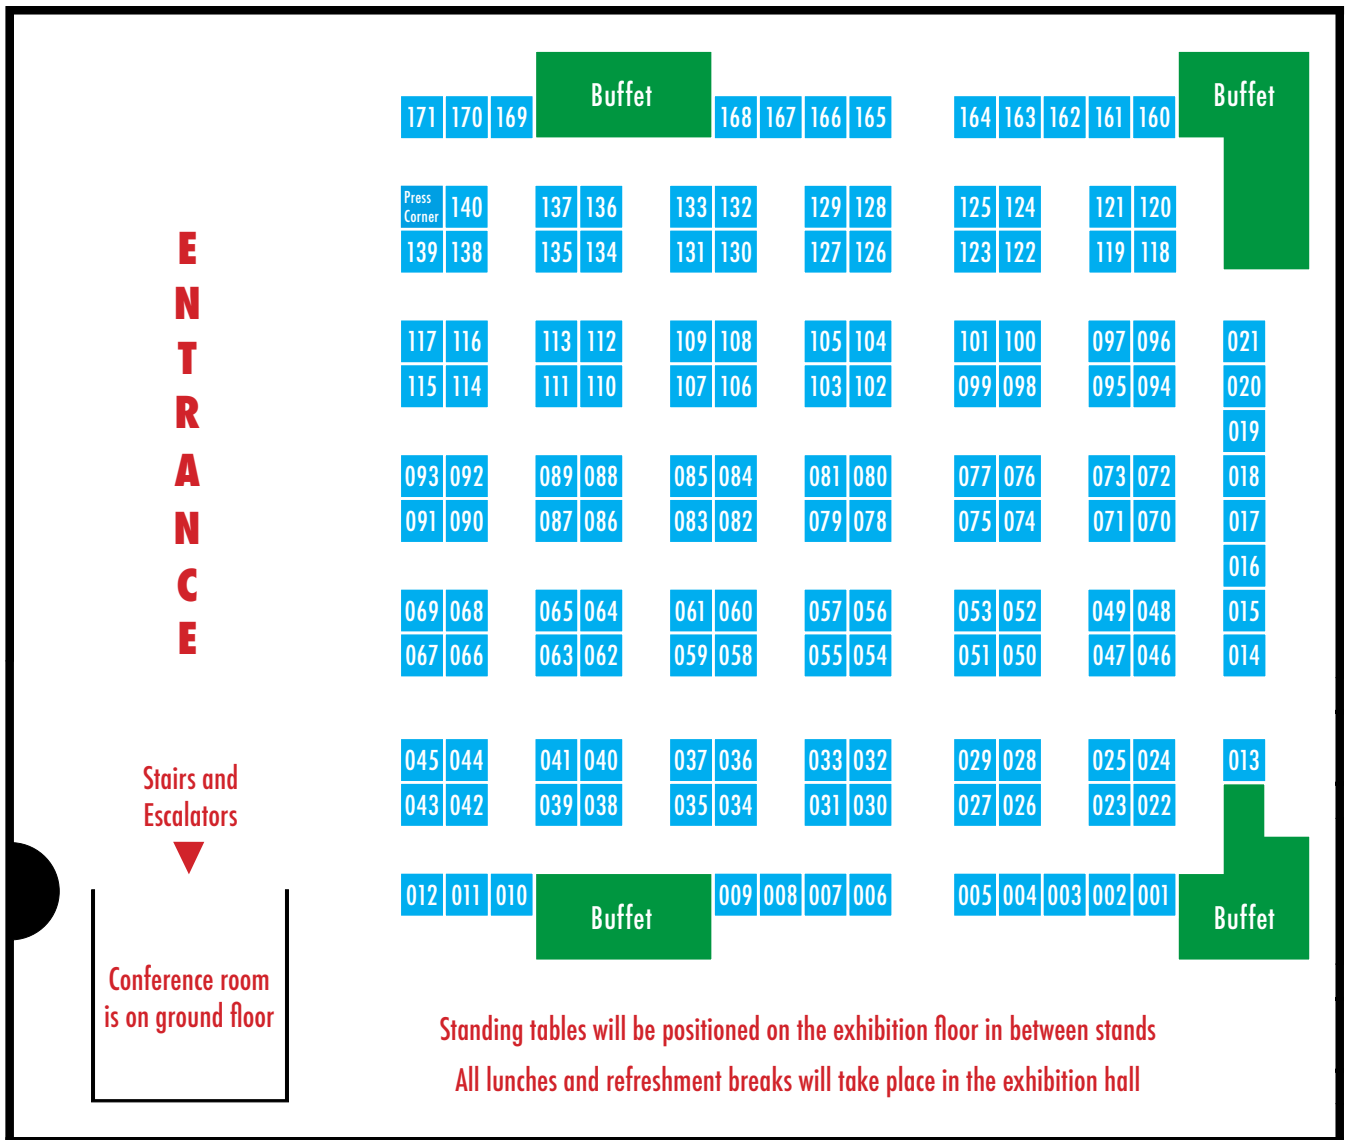 Buffet Buffet
171 170 169 168 167 166 165 164 163 162 161 160
Press
Corner
140 137 136 133 132 129 128 125 124 121 120
139 138 135 134 131 130 127 126 123 122 119 118
ENTRANCE
117 116 113 112 109 108 105 104 101 100 097 096 021
115 114 111 110 107 106 103 102 099 098 095 094 020
019
093 092 089 088 085 084 081 080 077 076 073 072 018
091 090 087 086 083 082 079 078 075 074 071 070 017
016
069 068 065 064 061 060 057 056 053 052 049 048 015
067 066 063 062 059 058 055 054 051 050 047 046 014
045 044 041 040 037 036 033 032 029 028 025 024 013
043 042 039 038 035 034 031 030 027 026 023 022
Stairs and
Escalators
012 011 010 009 008 007 006 005 004 003 002 001
Buffet Buffet
Conference room
is on ground floor
Standing tables will be positioned on the exhibition floor in between stands
All lunches and refreshment breaks will take place in the exhibition hall